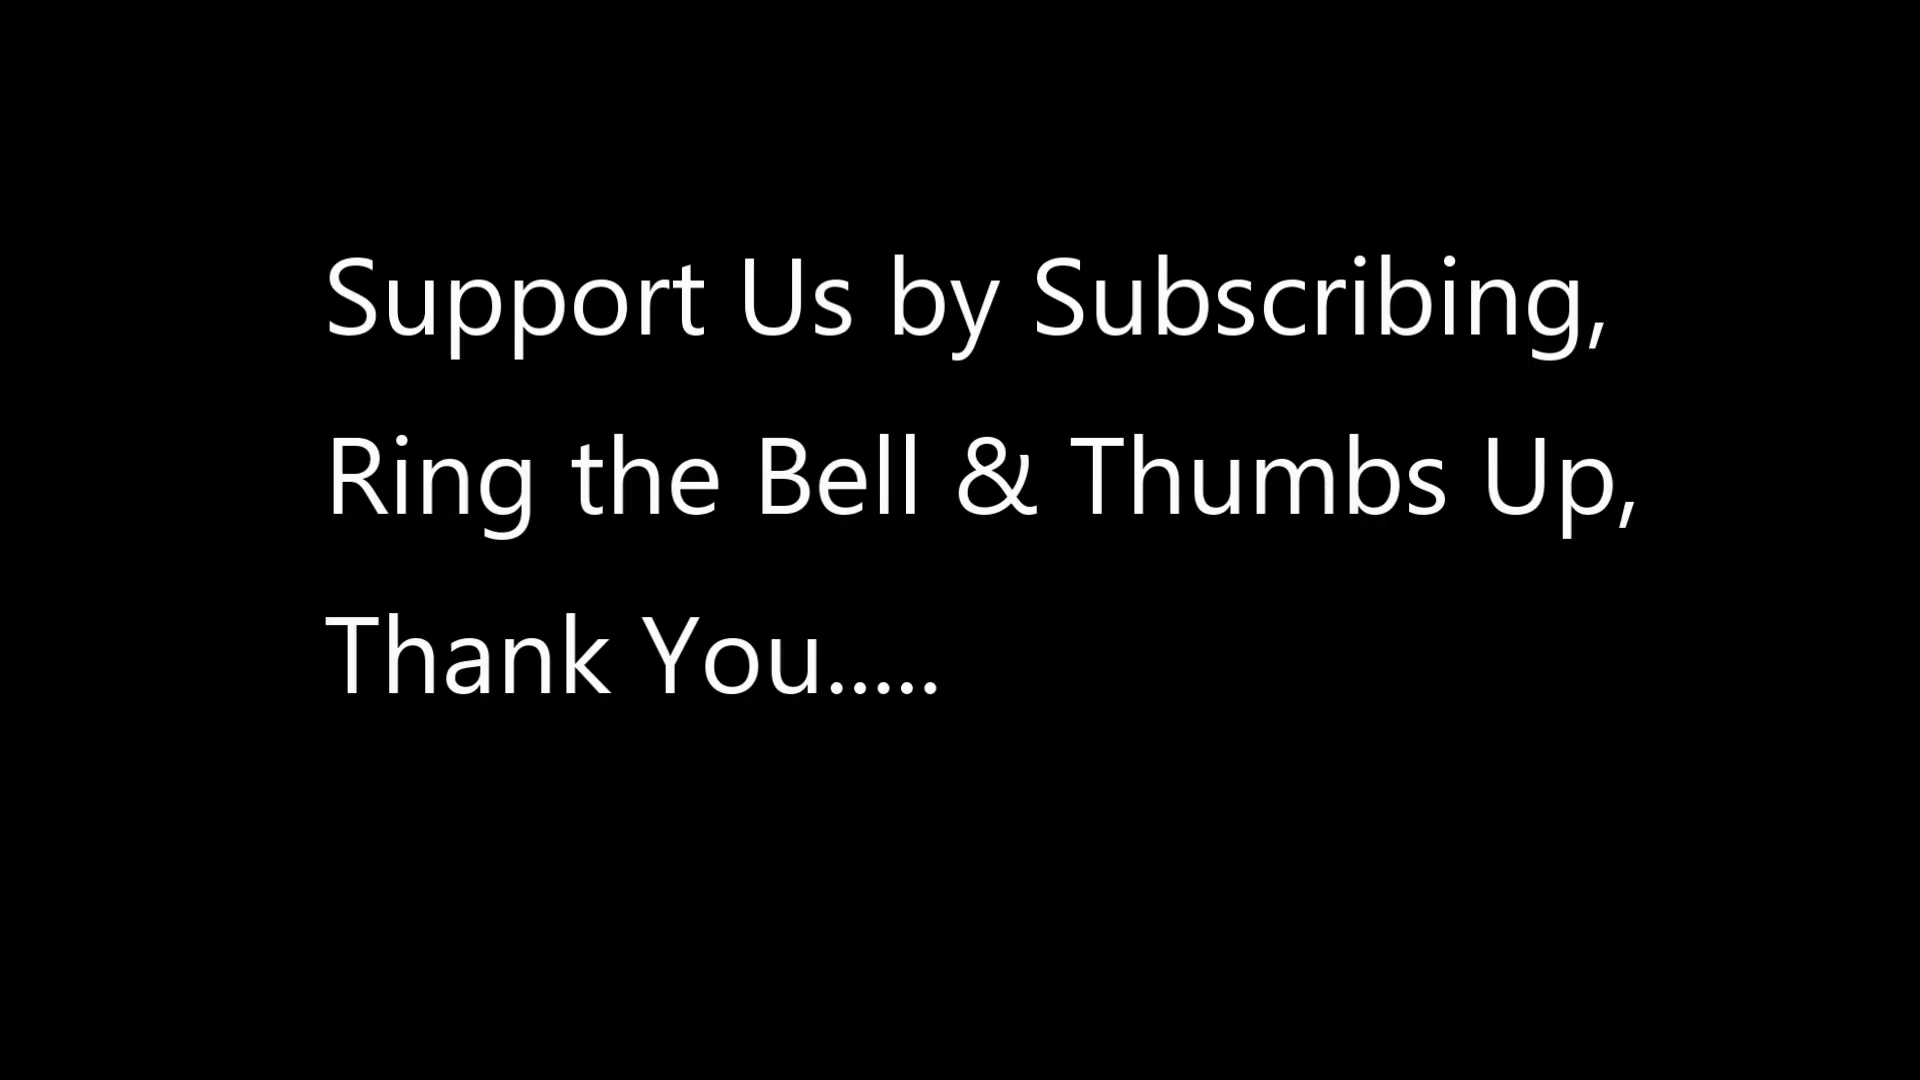 Support Us by Subscribing,
Ring the Bell & Thumbs Up,
Thank You.....